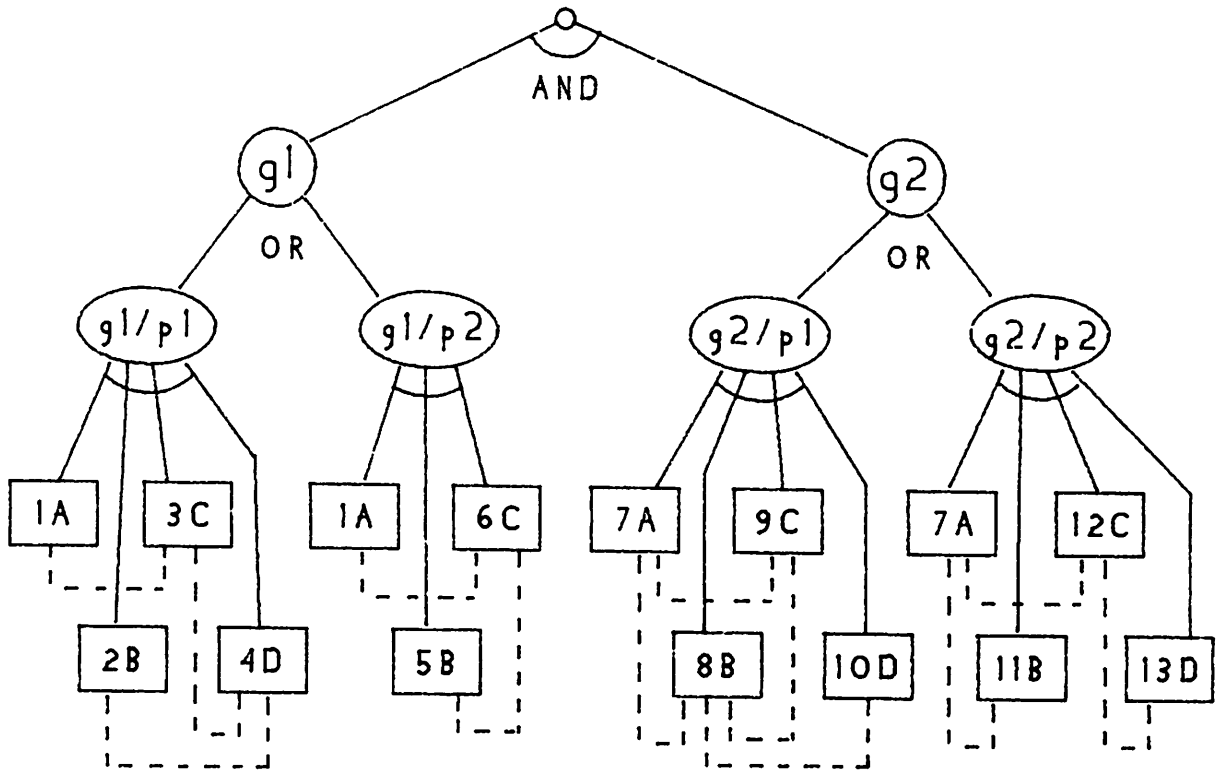 AND
g1
g2
OR
OR
g1/p1
g1/p2
g2/p1
g2/p2
1A
3C
1A
6C
7A
9C
7A
12C
2B
4D
5B
8B
10D
11B
13D